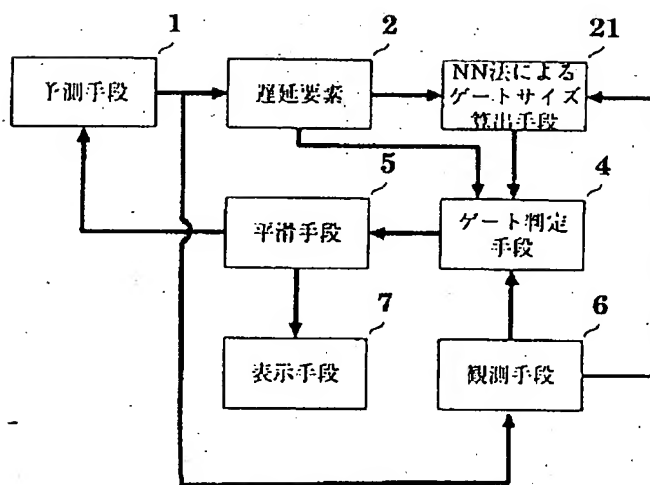 1
予測手段
2
遅延要素
21
NN法による
ゲートサイズ
算出手段
5
平滑手段
4
ゲート判定
手段
7
表示手段
6
観測手段